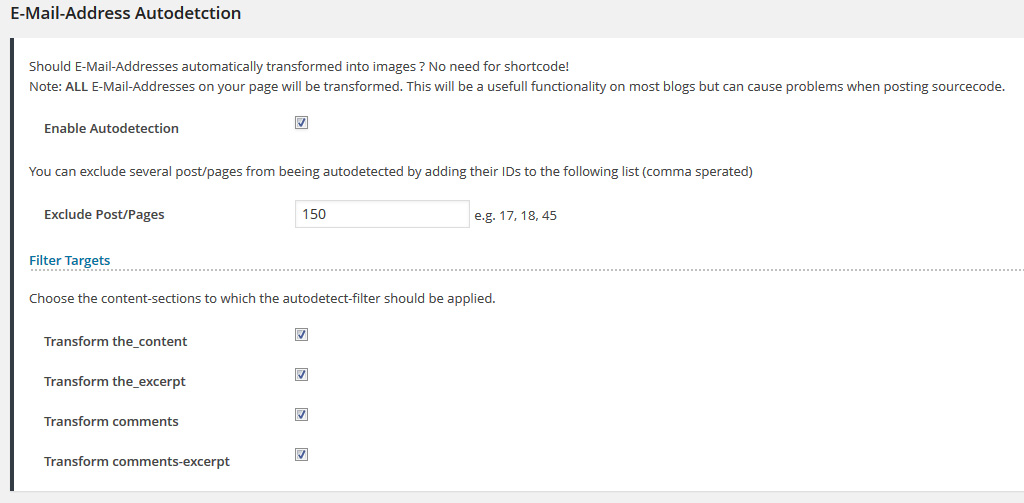 E-Mail-Address Autodetction
Should E-Mail-Addresses automatically transformed into images ? No need for shortcode!
Note: ALL E-Mail-Addresses on your page will be transformed. This will be a usefull functionality on most blogs but can cause problems when posting sourcecode.
Enable Autodetection
You can exclude several post/pages from beeing autodetected by adding their IDs to the following list (comma sperated)
Exclude Post/Pages 150 e.g. 17, 18, 45
Filter Targets
Choose the content-sections to which the autodetect-filter should be applied.
Transform the_content
Transform the_excerpt
Transform comments
Transform comments-excerpt